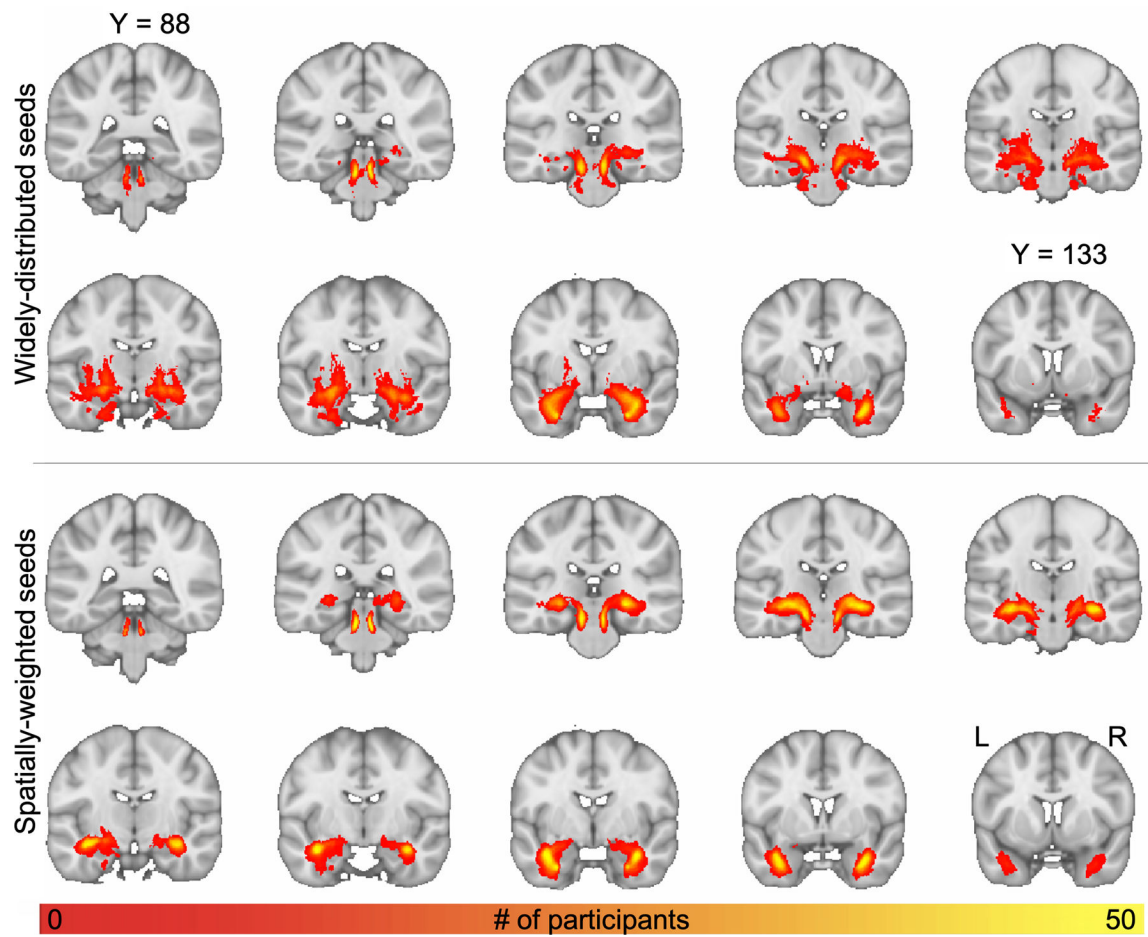 Y = 88
Widely-distributed seeds
Y = 133
Spatially-weighted seeds
L R
0 # of participants 50